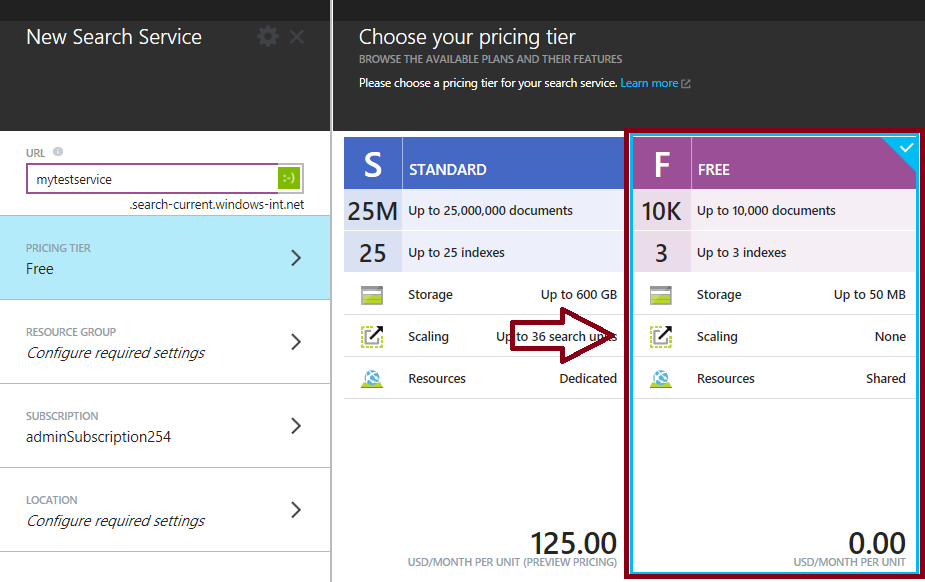 New Search Service
URL
mytestservice
:-)
.search-current.windows-int.net
PRICING TIER
Free
RESOURCE GROUP
Configure required settings
SUBSCRIPTION
adminSubscription254
LOCATION
Configure required settings
Choose your pricing tier
BROWSE THE AVAILABLE PLANS AND THEIR FEATURES
Please choose a pricing tier for your search service. Learn more
S STANDARD
25M Up to 25,000,000 documents
25 Up to 25 indexes
Storage Up to 600 GB
Scaling Up to 36 search units
Resources Dedicated
125.00
USD/MONTH PER UNIT (PREVIEW PRICING)
F FREE
10K Up to 10,000 documents
3 Up to 3 indexes
Storage Up to 50 MB
Scaling None
Resources Shared
0.00
USD/MONTH PER UNIT